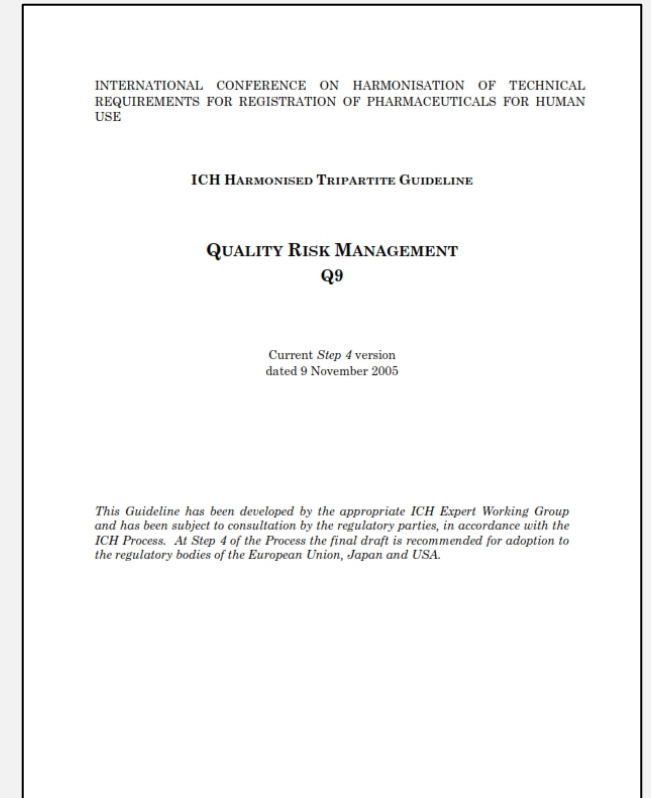 INTERNATIONAL CONFERENCE ON HARMONISATION OF TECHNICAL
REQUIREMENTS FOR REGISTRATION OF PHARMACEUTICALS FOR HUMAN
USE
ICH HARMONISED TRIPARTITE GUIDELINE
QUALITY RISK MANAGEMENT
Q9
Current Step 4 version
dated 9 November 2005
This Guideline has been developed by the appropriate ICH Expert Working Group
and has been subject to consultation by the regulatory parties, in accordance with the
ICH Process. At Step 4 of the Process the final draft is recommended for adoption to
the regulatory bodies of the European Union, Japan and USA.